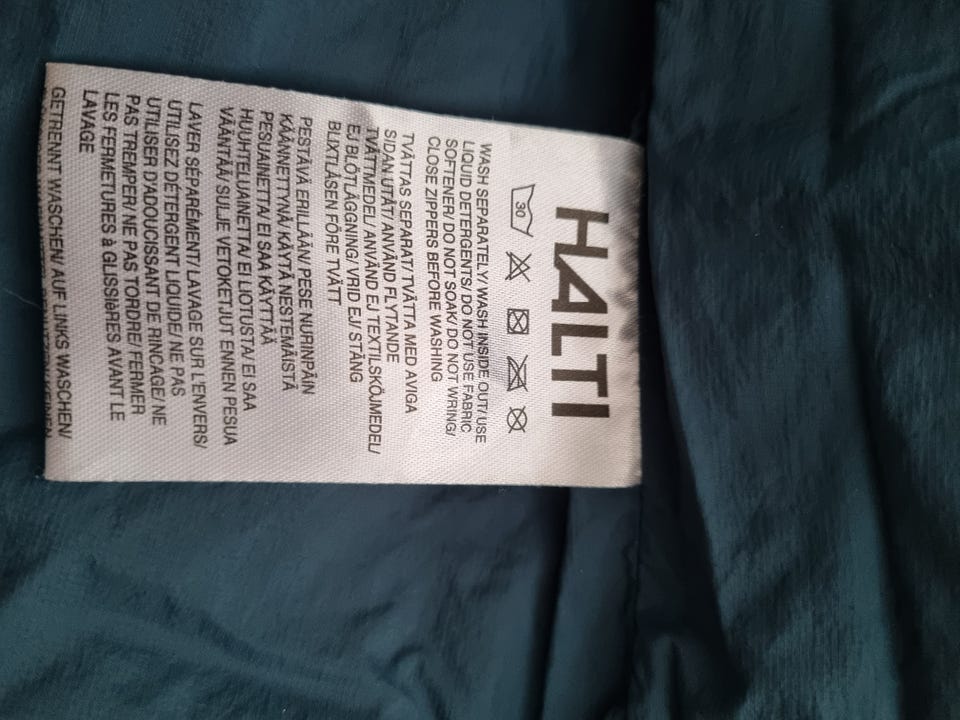 HALTI
30
WASH SEPARATELY/ WASH INSIDE OUT/ USE
LIQUID DETERGENTS/ DO NOT USE FABRIC
SOFTENER/ DO NOT SOAK/ DO NOT WRING/
CLOSE ZIPPERS BEFORE WASHING
TVÄTTAS SEPARAT/ TVÄTTA MED AVIGA
SIDAN UTÅT/ ANVÄND FLYTANDE
TVÄTTMEDEL/ ANVÄND EJ TEXTILSKÖJMEDEL/
EJ BLÖTLÄGGNING/ VRID EJ/ STÄNG
BLIXTLÅSEN FÖRE TVÄTT
PESTÄVÄ ERILLÄÄN/ PESE NURINPÄIN
KÄÄNNETTYNÄ/ KÄYTÄ NESTEMÄISTÄ
PESUAINETTA/ EI SAA KÄYTTÄÄ
HUUHTELUAINETTA/ EI LIOTUSTA/ EI SAA
VÄÄNTÄÄ/ SULJE VETOKETJUT ENNEN PESUA
LAVER SÉPARÉMENT/ LAVAGE SUR L'ENVERS/
UTILISEZ DÉTERGENT LIQUIDE/ NE PAS
UTILISER D'ADOUCISSANT DE RINCAGE/ NE
PAS TREMPER/ NE PAS TORDRE/ FERMER
LES FERMETURES à GLISSIèRES AVANT LE
LAVAGE
GETRENNT WASCHEN/ AUF LINKS WASCHEN/